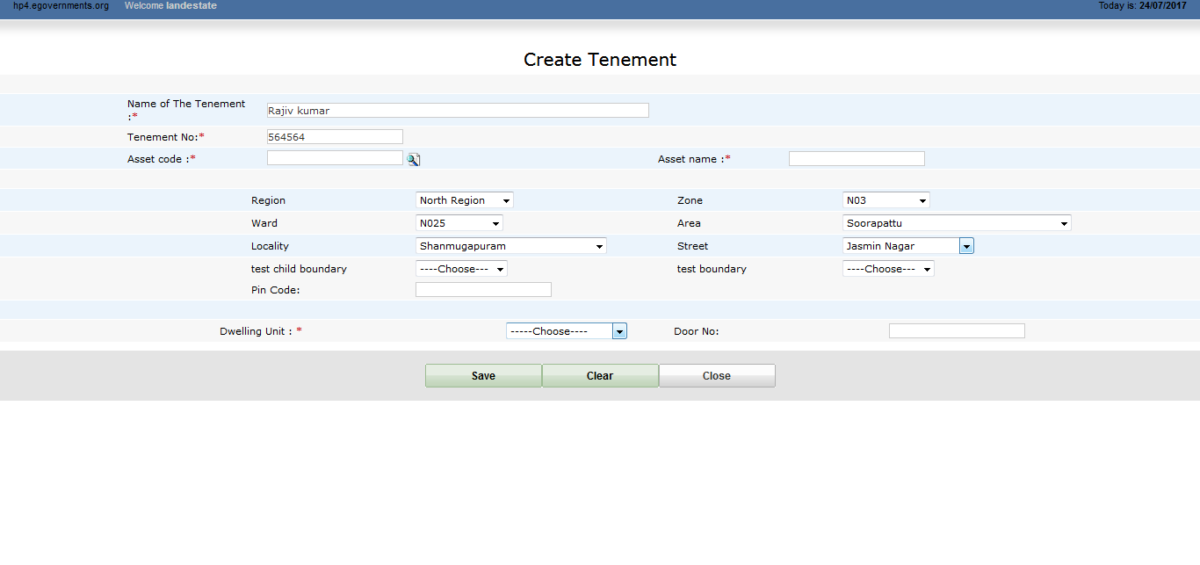 hp4.egovernments.org Welcome landestate Today is: 24/07/2017
Create Tenement
Name of The Tenement
:*
Rajiv kumar
Tenement No:* 564564
Asset code :* Asset name :*
Region North Region Zone N03
Ward N025 Area Soorapattu
Locality Shanmugapuram Street Jasmin Nagar
test child boundary ----Choose--- test boundary ----Choose---
Pin Code:
Dwelling Unit : * -----Choose---- Door No:
Save Clear Close